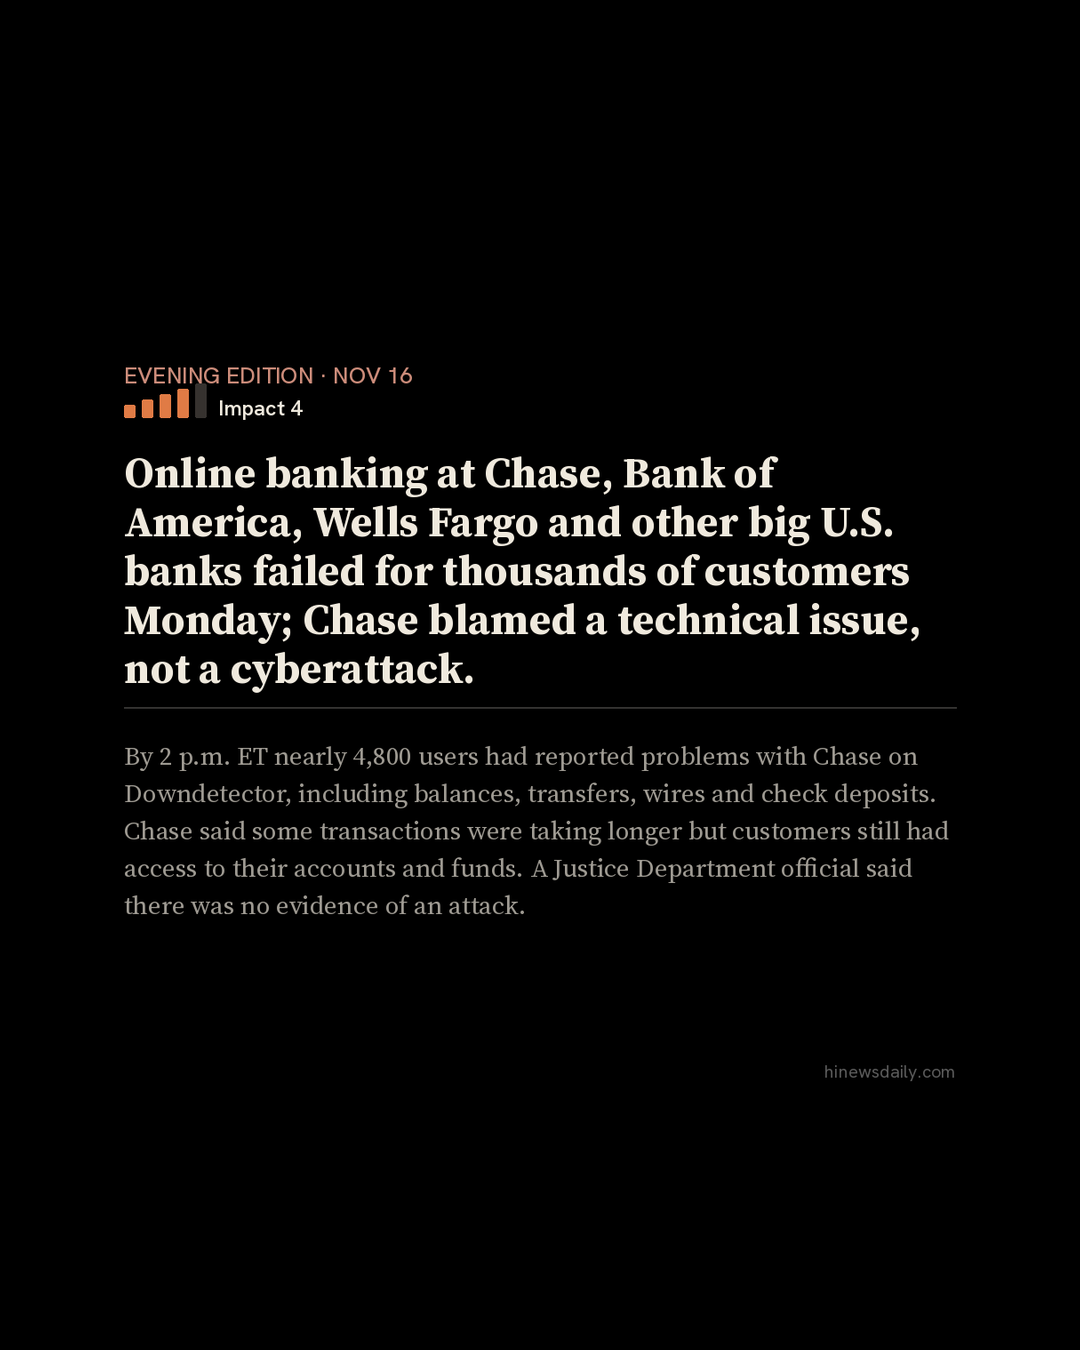 EVENING EDITION · NOV 16
Impact 4
Online banking at Chase, Bank of
America, Wells Fargo and other big U.S.
banks failed for thousands of customers
Monday; Chase blamed a technical issue,
not a cyberattack.
By 2 p.m. ET nearly 4,800 users had reported problems with Chase on
Downdetector, including balances, transfers, wires and check deposits.
Chase said some transactions were taking longer but customers still had
access to their accounts and funds. A Justice Department official said
there was no evidence of an attack.
hinewsdaily.com